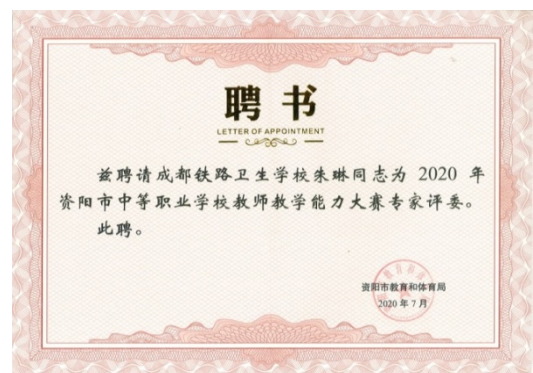 聘书
LETTER OF APPOINTMENT
兹聘请成都铁路卫生学校朱琳同志为 2020 年
资阳市中等职业学校教师教学能力大赛专家评委。
此聘。
资阳市教育和体育局
2020 年 7 月